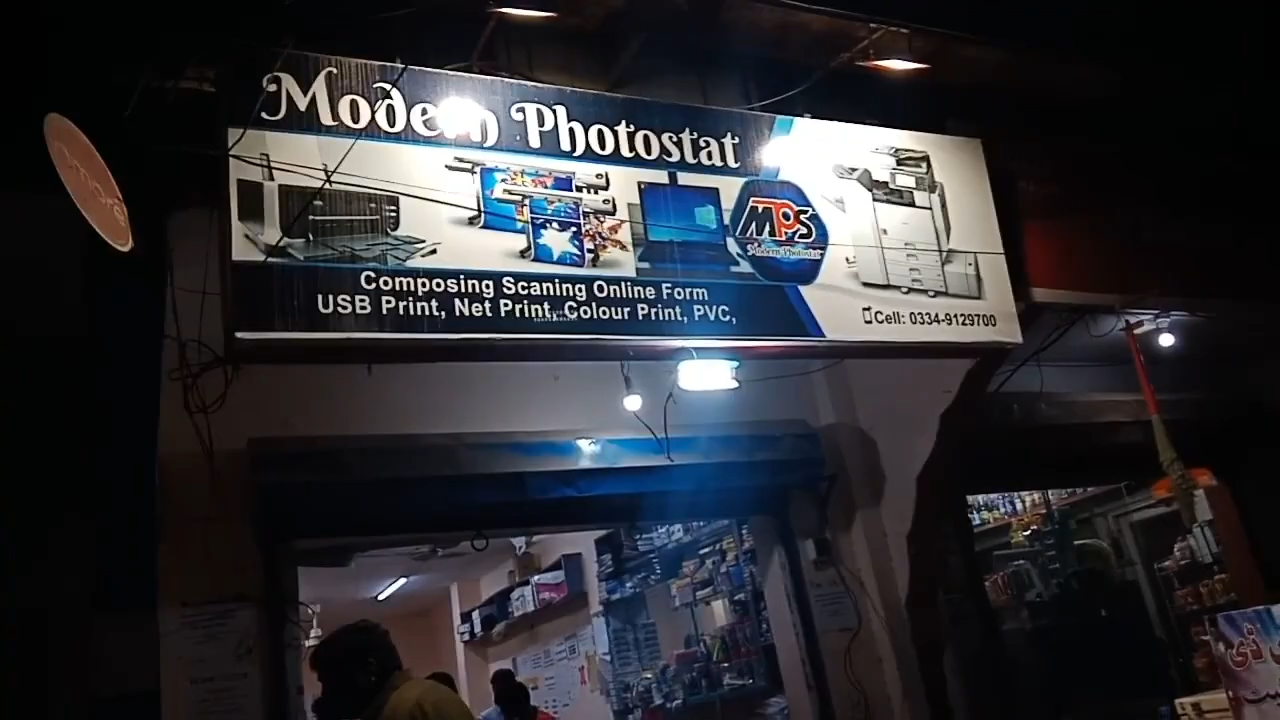 Modern Photostat
MPS
Modern Photostat
Composing Scaning Online Form
USB Print, Net Print, Colour Print, PVC,
Cell: 0334-9129700